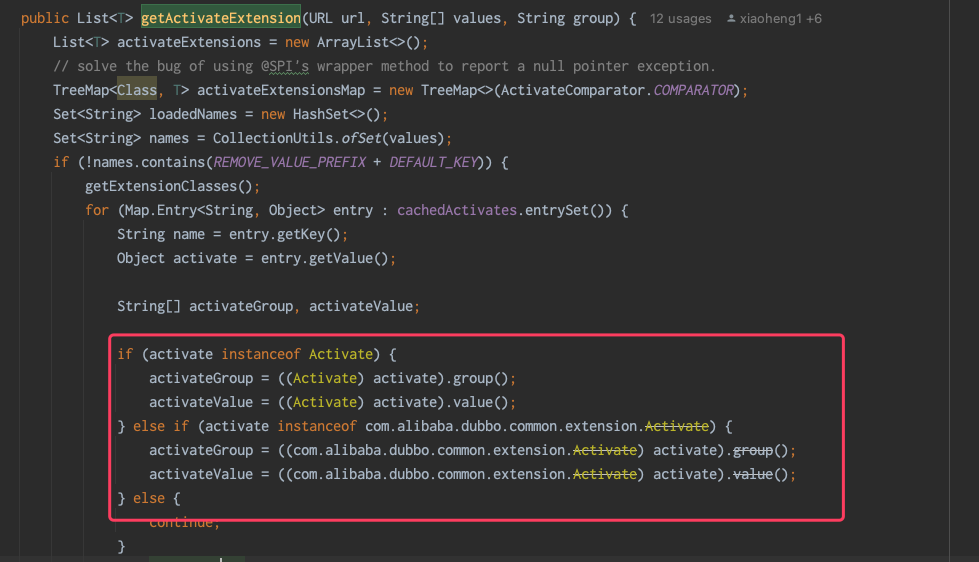 public List<T> getActivateExtension(URL url, String[] values, String group) { 12 usages xiaoheng1 +6
List<T> activateExtensions = new ArrayList<>();
// solve the bug of using @SPI's wrapper method to report a null pointer exception.
TreeMap<Class, T> activateExtensionsMap = new TreeMap<>(ActivateComparator.COMPARATOR);
Set<String> loadedNames = new HashSet<>();
Set<String> names = CollectionUtils.ofSet(values);
if (!names.contains(REMOVE_VALUE_PREFIX + DEFAULT_KEY)) {
getExtensionClasses();
for (Map.Entry<String, Object> entry : cachedActivates.entrySet()) {
String name = entry.getKey();
Object activate = entry.getValue();
String[] activateGroup, activateValue;
if (activate instanceof Activate) {
activateGroup = ((Activate) activate).group();
activateValue = ((Activate) activate).value();
} else if (activate instanceof com.alibaba.dubbo.common.extension.Activate) {
activateGroup = ((com.alibaba.dubbo.common.extension.Activate) activate).group();
activateValue = ((com.alibaba.dubbo.common.extension.Activate) activate).value();
} else {
continue;
}